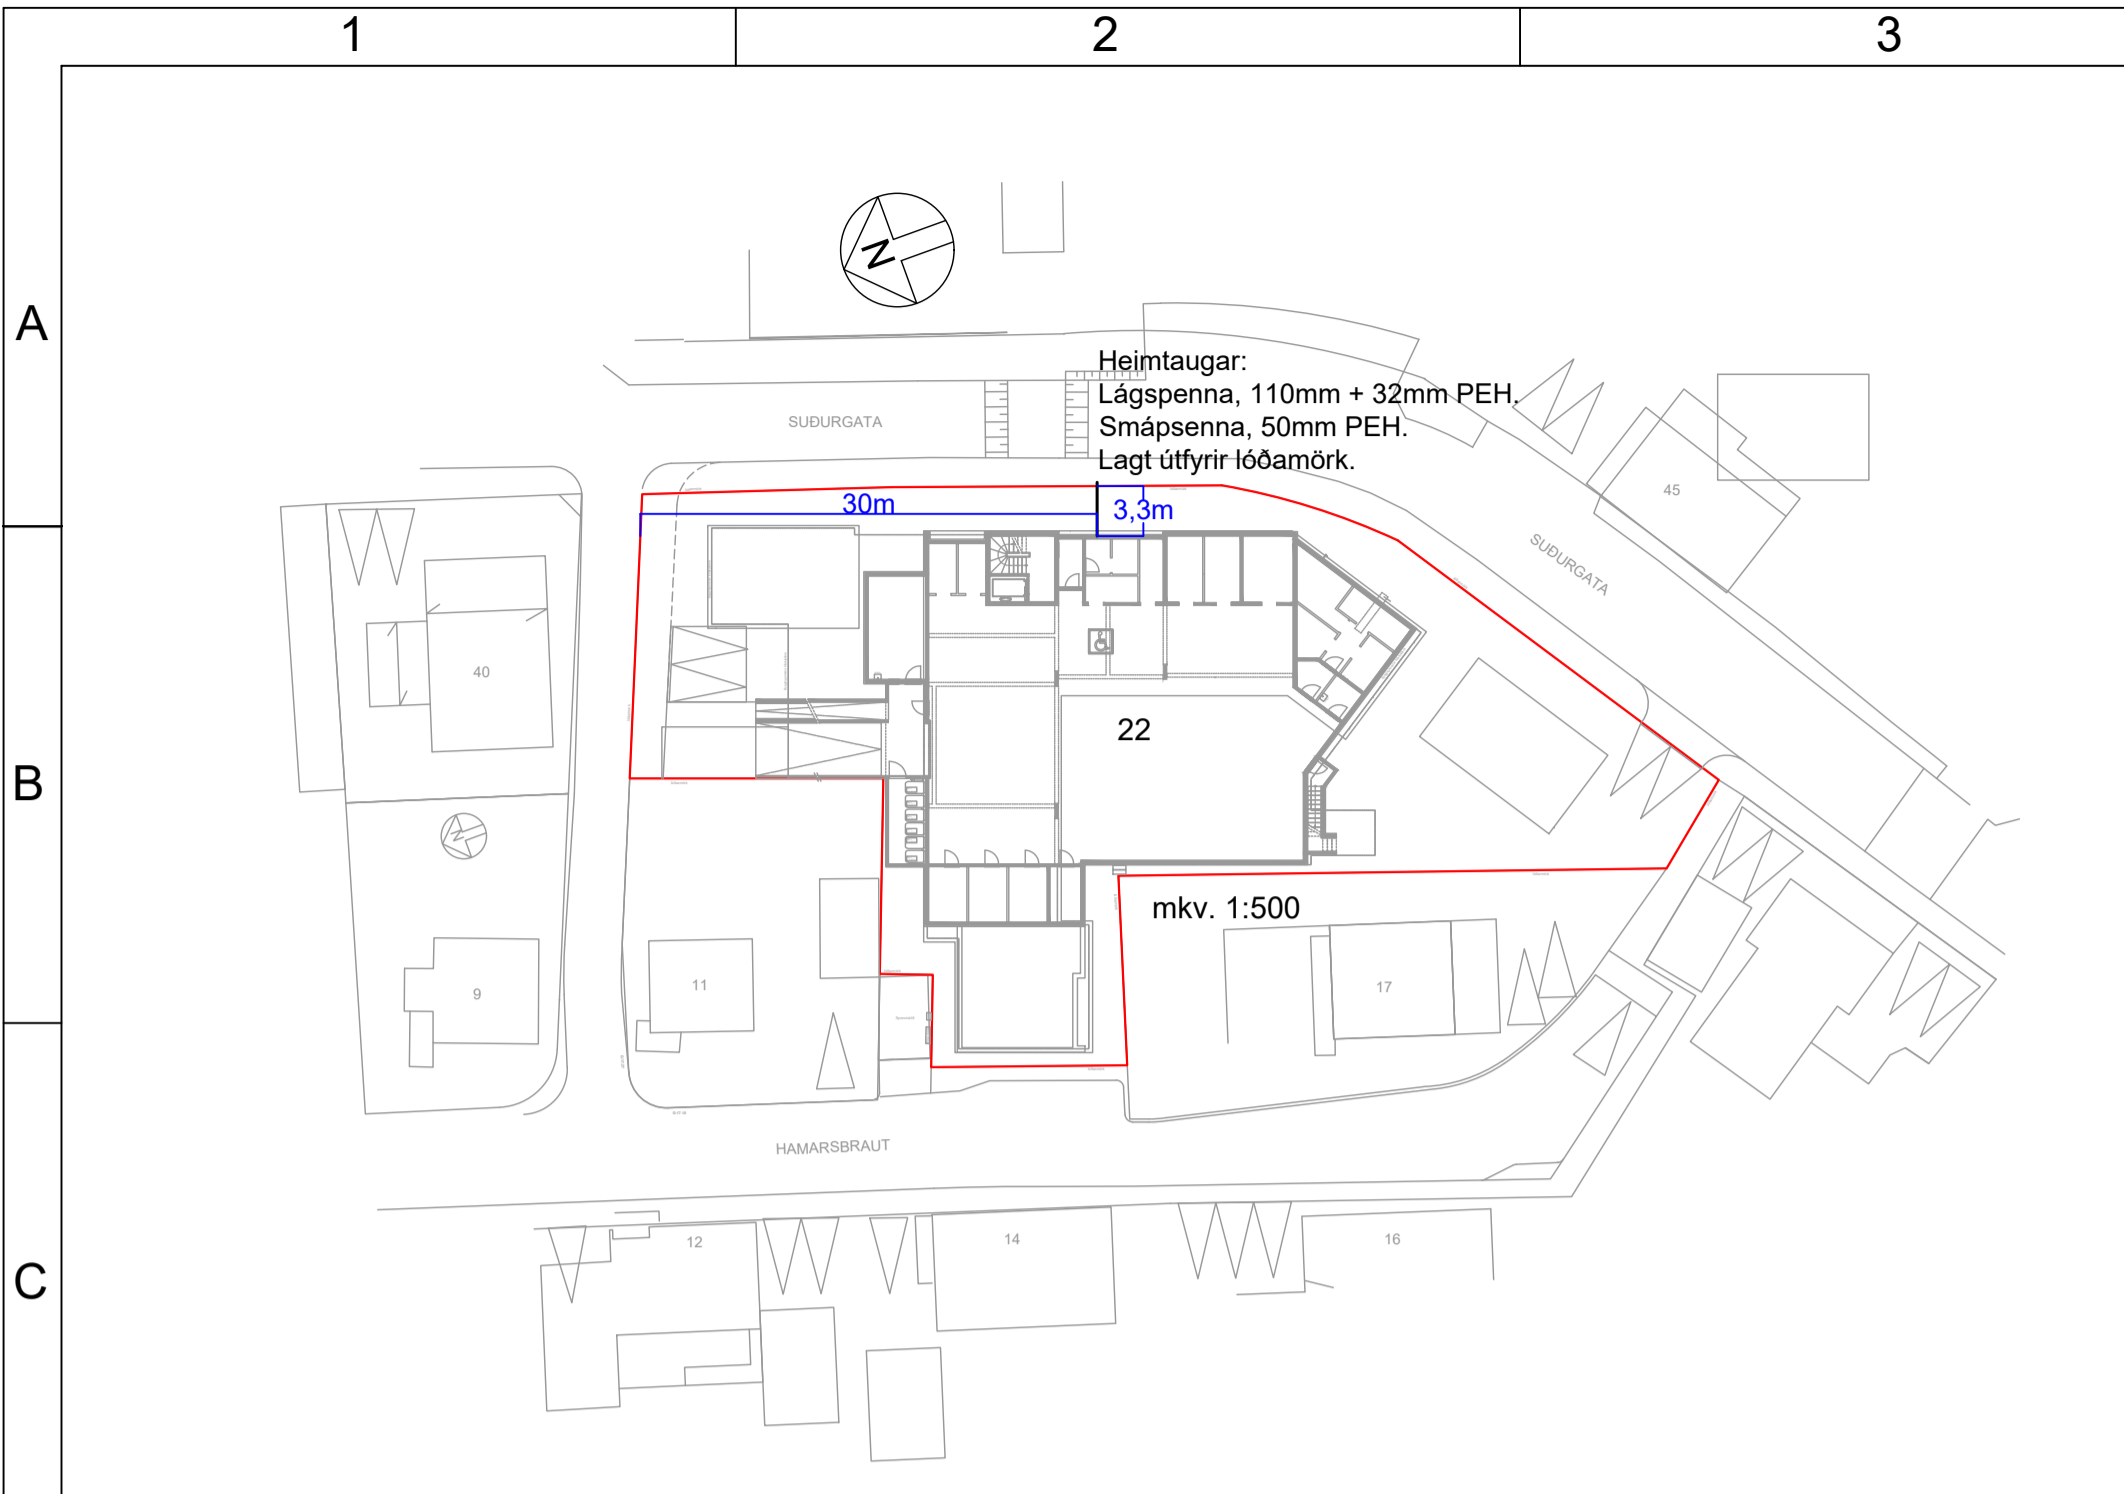 1
2
3
A
N
Heimtaugar:
Lágspenna, 110mm + 32mm PEH.
Smápsenna, 50mm PEH.
Lagt útfyrir lóðamörk.
SUÐURGATA
30m
3,3m
45
SUÐURGATA
40
22
B
N
mkv. 1:500
9
11
17
HAMARSBRAUT
12
14
16
C